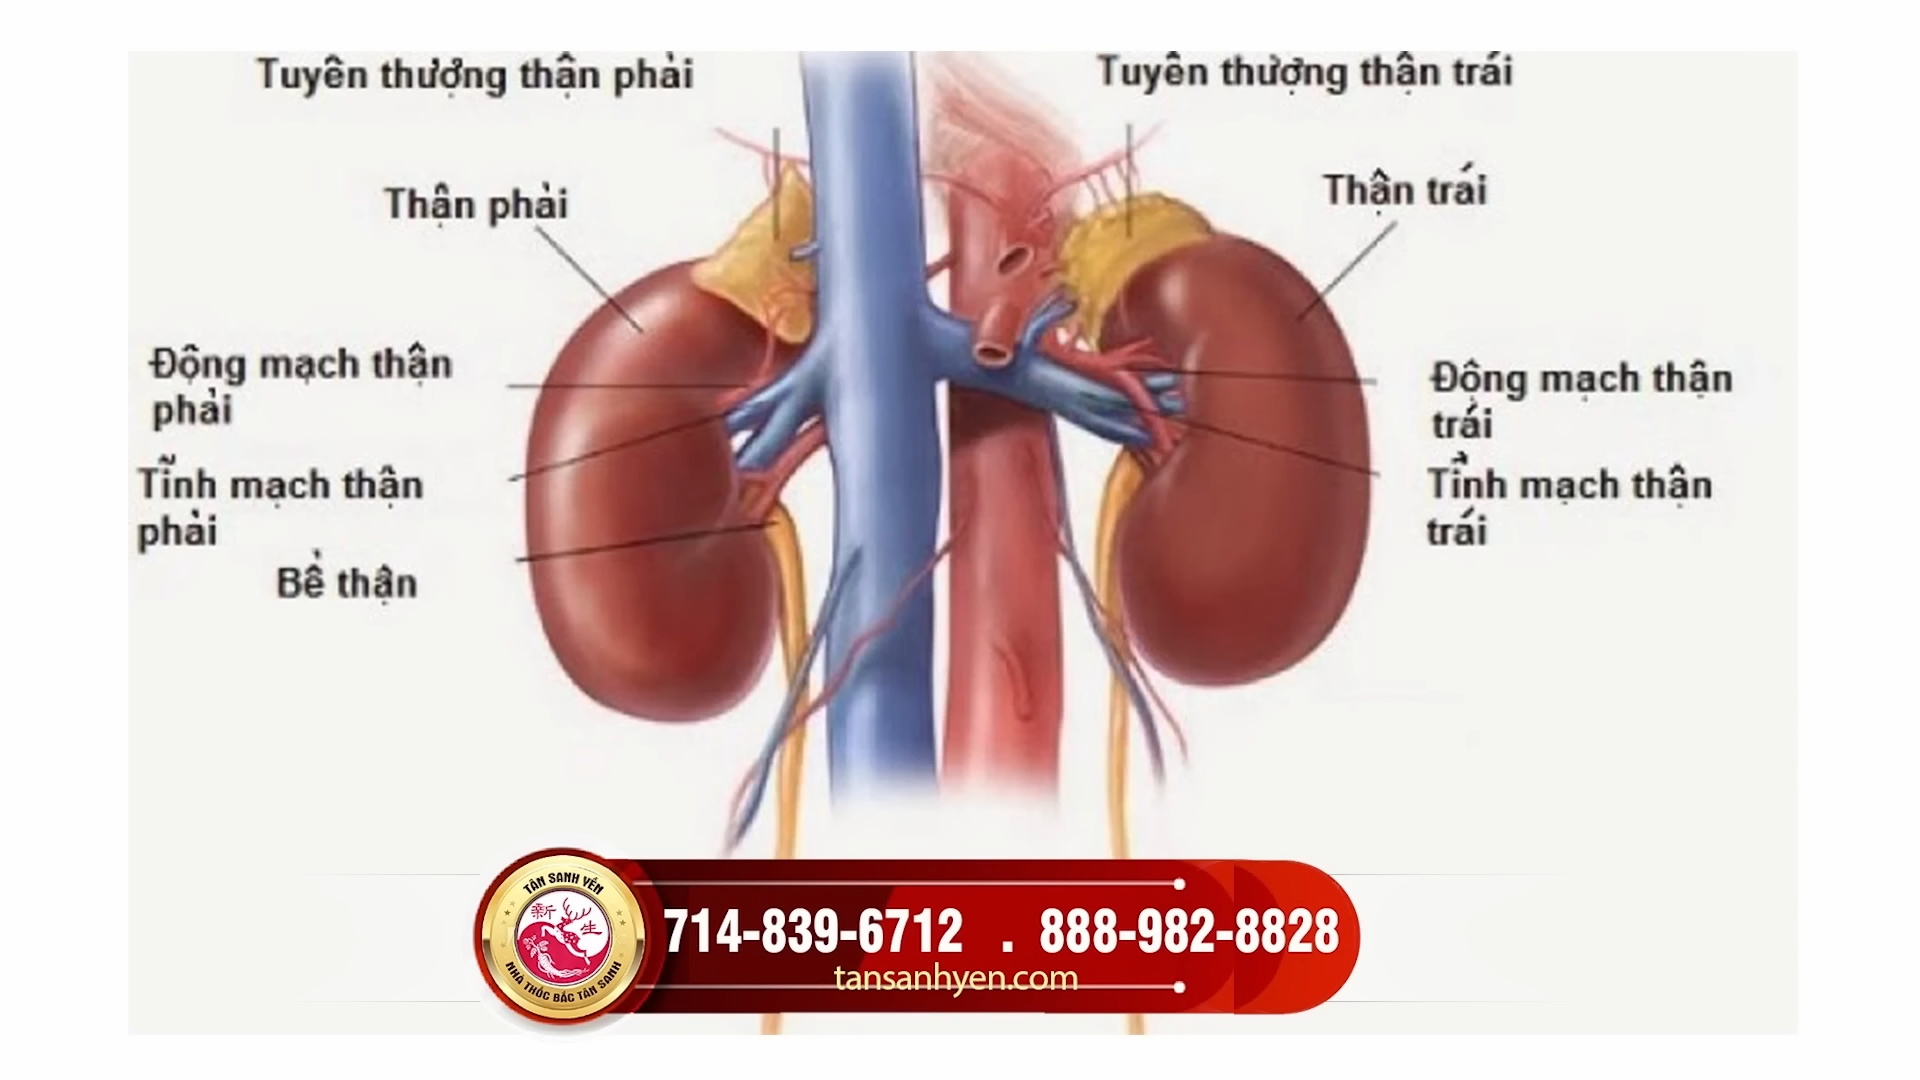 Tuyên thượng thận phải
Tuyên thượng thận trái
Thận phải
Thận trái
Động mạch thận
phải
Động mạch thận
trái
Tĩnh mạch thận
phải
Tỉnh mạch thận
trái
Bể thận
TÂN SANH YẾN
新
生
NHÀ THUỐC BẮC TÂN SANH
714-839-6712 . 888-982-8828
tansanhyen.com